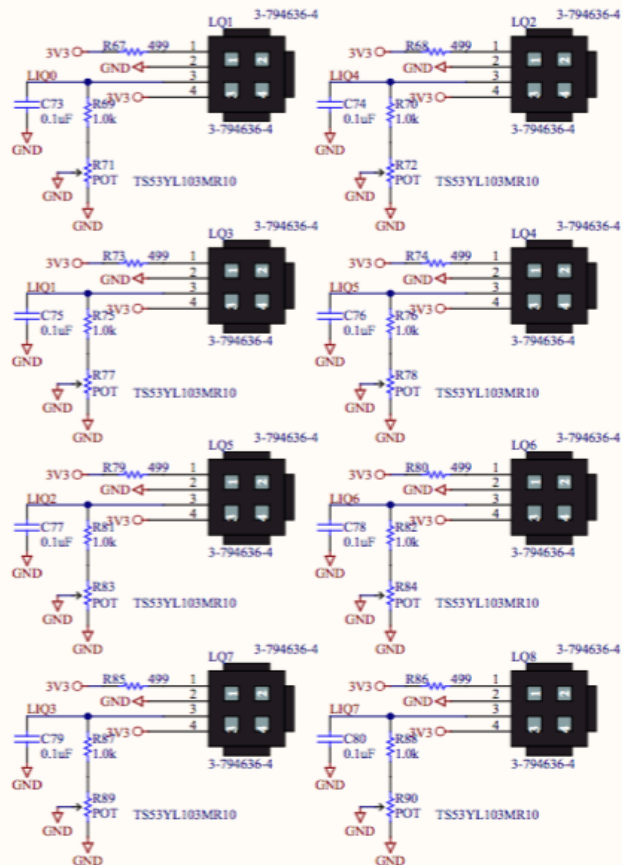 3-794636-4
LQ1
3V3 R67 499 1
GND 2
LIQ0 3
3V3 4
C73
0.1uF
R69
1.0k
3-794636-4
GND
R71
POT
TS53YL103MR10
GND
GND
3-794636-4
LQ2
3V3 R68 499 1
GND 2
LIQ4 3
3V3 4
C74
0.1uF
R70
1.0k
3-794636-4
GND
R72
POT
TS53YL103MR10
GND
GND
3-794636-4
LQ3
3V3 R73 499 1
GND 2
LIQ1 3
3V3 4
C75
0.1uF
R75
1.0k
3-794636-4
GND
R77
POT
TS53YL103MR10
GND
GND
3-794636-4
LQ4
3V3 R74 499 1
GND 2
LIQ5 3
3V3 4
C76
0.1uF
R76
1.0k
3-794636-4
GND
R78
POT
TS53YL103MR10
GND
GND
3-794636-4
LQ5
3V3 R79 499 1
GND 2
LIQ2 3
3V3 4
C77
0.1uF
R81
1.0k
3-794636-4
GND
R83
POT
TS53YL103MR10
GND
GND
3-794636-4
LQ6
3V3 R80 499 1
GND 2
LIQ6 3
3V3 4
C78
0.1uF
R82
1.0k
3-794636-4
GND
R84
POT
TS53YL103MR10
GND
GND
3-794636-4
LQ7
3V3 R85 499 1
GND 2
LIQ3 3
3V3 4
C79
0.1uF
R87
1.0k
3-794636-4
GND
R89
POT
TS53YL103MR10
GND
GND
3-794636-4
LQ8
3V3 R86 499 1
GND 2
LIQ7 3
3V3 4
C80
0.1uF
R88
1.0k
3-794636-4
GND
R90
POT
TS53YL103MR10
GND
GND